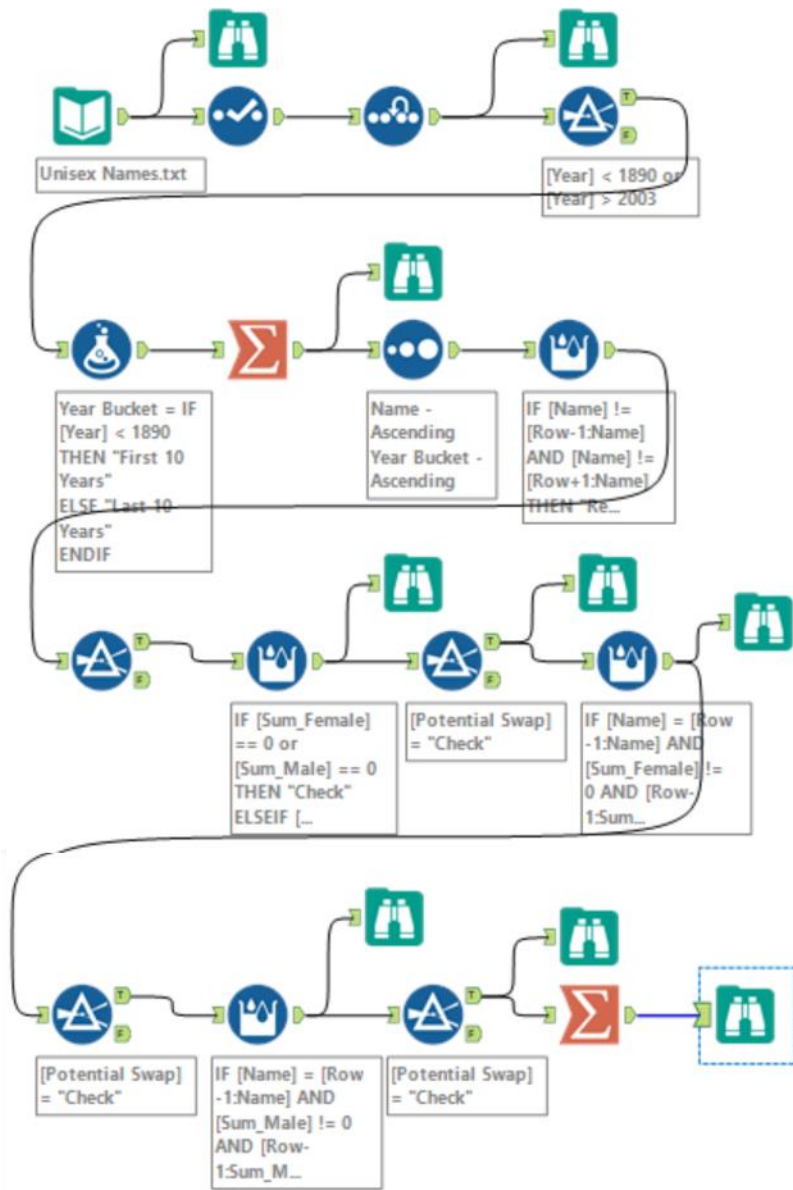 T
F
Unisex Names.txt
[Year] < 1890 or
[Year] > 2003
Year Bucket = IF
[Year] < 1890
THEN "First 10
Years"
ELSE "Last 10
Years"
ENDIF
Name -
Ascending
Year Bucket -
Ascending
IF [Name] !=
[Row-1:Name]
AND [Name] !=
[Row+1:Name]
THEN "Re...
T
F
T
F
IF [Sum_Female]
== 0 or
[Sum_Male] == 0
THEN "Check"
ELSEIF [...
[Potential Swap]
= "Check"
IF [Name] = [Row
-1:Name] AND
[Sum_Female] !=
0 AND [Row-
1:Sum...
T
F
T
F
[Potential Swap]
= "Check"
IF [Name] = [Row
-1:Name] AND
[Sum_Male] != 0
AND [Row-
1:Sum_M...
[Potential Swap]
= "Check"